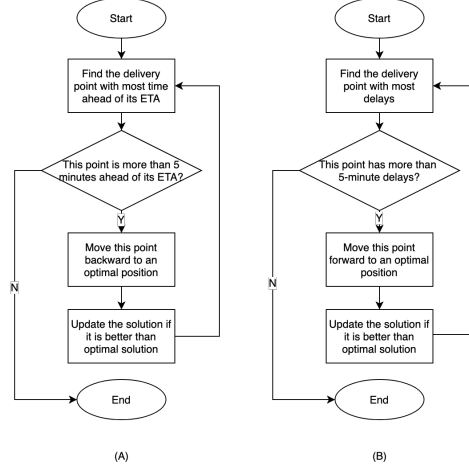 Start
Find the delivery
point with most time
ahead of its ETA
This point is more than 5
minutes ahead of its ETA?
Y
N
Move this point
backward to an
optimal position
Update the solution if
it is better than
optimal solution
End
(A)
Start
Find the delivery
point with most
delays
This point has more than
5-minute delays?
Y
N
Move this point
forward to an optimal
position
Update the solution if
it is better than
optimal solution
End
(B)